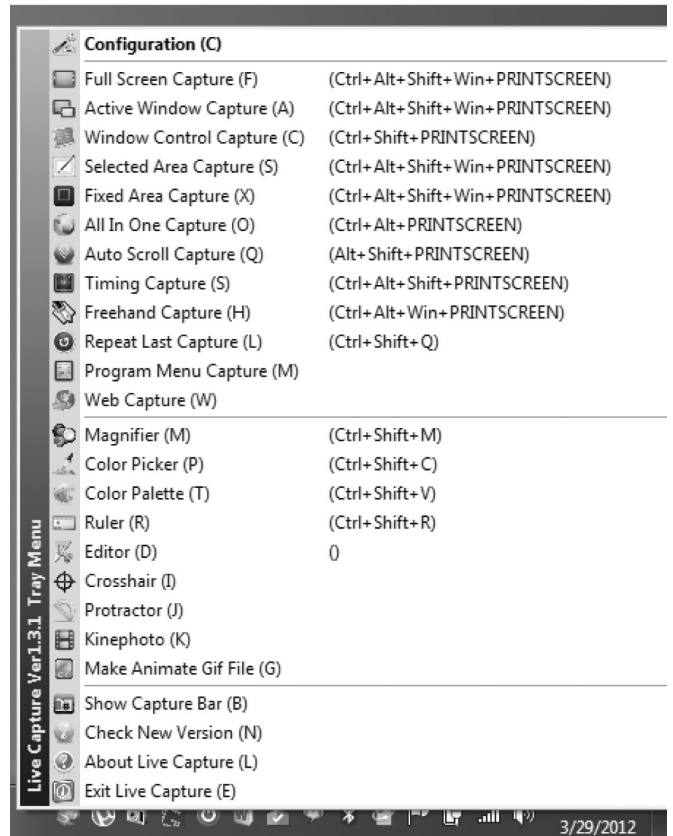 Configuration (C)
Full Screen Capture (F) (Ctrl+Alt+Shift+Win+PRINTSCREEN)
Active Window Capture (A) (Ctrl+Alt+Shift+Win+PRINTSCREEN)
Window Control Capture (C) (Ctrl+Shift+PRINTSCREEN)
Selected Area Capture (S) (Ctrl+Alt+Shift+Win+PRINTSCREEN)
Fixed Area Capture (X) (Ctrl+Alt+Shift+Win+PRINTSCREEN)
All In One Capture (O) (Ctrl+Alt+PRINTSCREEN)
Auto Scroll Capture (Q) (Alt+Shift+PRINTSCREEN)
Timing Capture (S) (Ctrl+Alt+Shift+PRINTSCREEN)
Freehand Capture (H) (Ctrl+Alt+Win+PRINTSCREEN)
Repeat Last Capture (L) (Ctrl+Shift+Q)
Program Menu Capture (M)
Web Capture (W)
Magnifier (M) (Ctrl+Shift+M)
Color Picker (P) (Ctrl+Shift+C)
Color Palette (T) (Ctrl+Shift+V)
Ruler (R) (Ctrl+Shift+R)
Editor (D) ()
Crosshair (I)
Protractor (J)
Kinephoto (K)
Make Animate Gif File (G)
Show Capture Bar (B)
Check New Version (N)
About Live Capture (L)
Exit Live Capture (E)
Live Capture Ver1.3.1 Tray Menu
3/29/2012